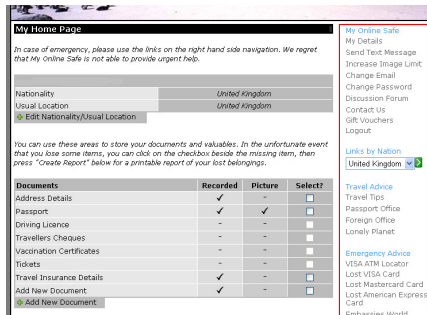 My Home Page
In case of emergency, please use the links on the right hand side navigation. We regret
that My Online Safe is not able to provide urgent help.
Nationality United Kingdom
Usual Location United Kingdom
Edit Nationality/Usual Location
You can use these areas to store your documents and valuables. In the unfortunate event
that you lose some items, you can click on the checkbox beside the missing item, then
press "Create Report" below for a printable report of your lost belongings.
Documents Recorded Picture Select?
Address Details ✓ -
Passport ✓ ✓
Driving Licence - -
Travellers Cheques - -
Vaccination Certificates - -
Tickets - -
Travel Insurance Details ✓ -
Add New Document ✓ -
Add New Document
My Online Safe
My Details
Send Text Message
Increase Image Limit
Change Email
Change Password
Discussion Forum
Contact Us
Gift Vouchers
Logout
Links by Nation
United Kingdom
Travel Advice
Travel Tips
Passport Office
Foreign Office
Lonely Planet
Emergency Advice
VISA ATM Locator
Lost VISA Card
Lost Mastercard Card
Lost American Express
Card
Embassies World